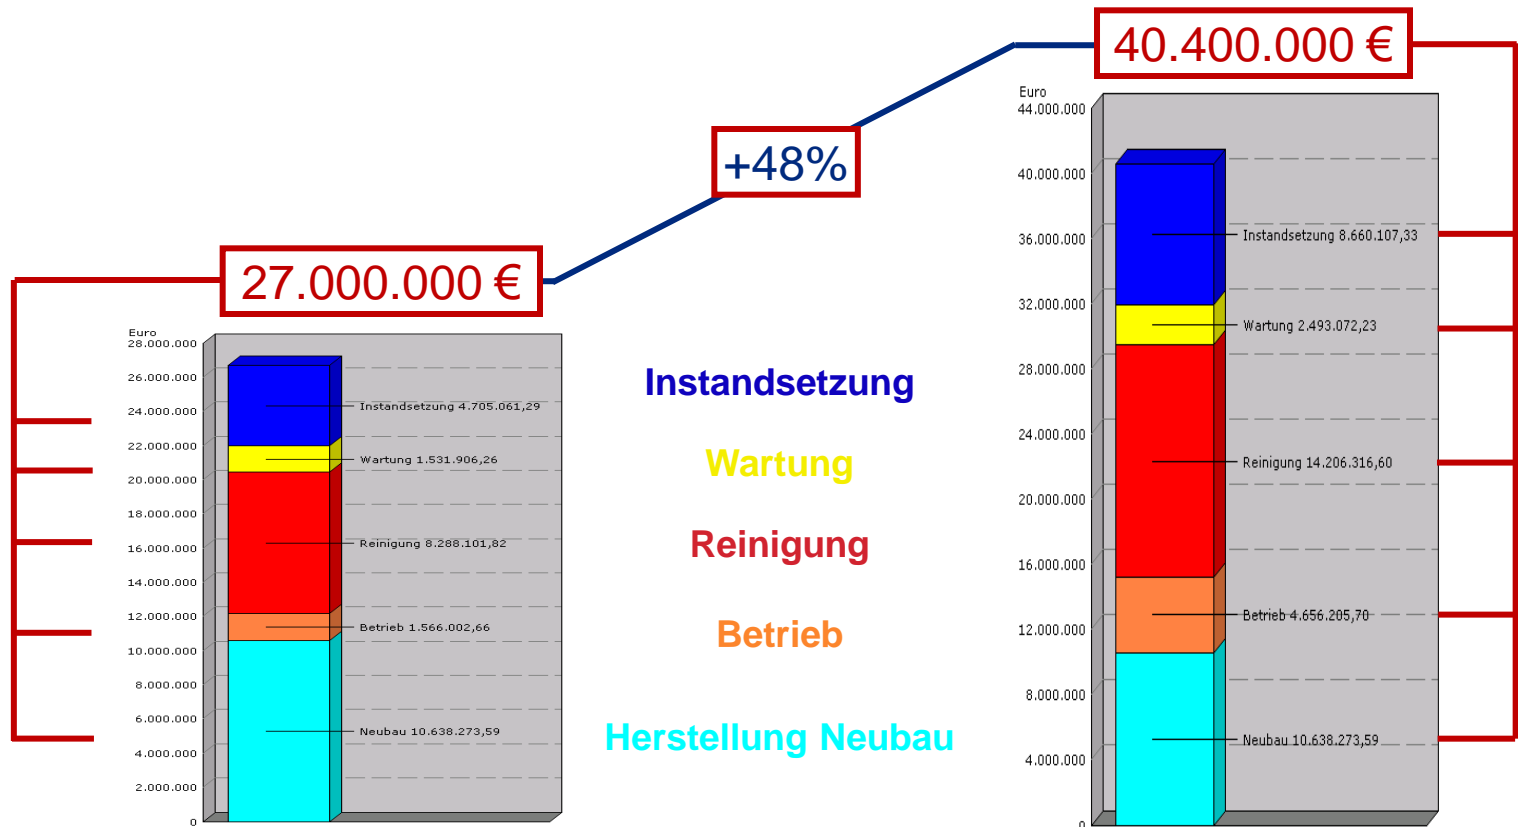 40.400.000 €
+48%
27.000.000 €
Euro
28.000.000
26.000.000
24.000.000
22.000.000
20.000.000
18.000.000
16.000.000
14.000.000
12.000.000
10.000.000
8.000.000
6.000.000
4.000.000
2.000.000
0
Instandsetzung 4.705.061,29
Wartung 1.531.906,26
Reinigung 8.288.101,82
Betrieb 1.566.002,66
Neubau 10.638.273,59
Instandsetzung
Wartung
Reinigung
Betrieb
Herstellung Neubau
Euro
44.000.000
40.000.000
36.000.000
32.000.000
28.000.000
24.000.000
20.000.000
16.000.000
12.000.000
8.000.000
4.000.000
0
Instandsetzung 8.660.107,33
Wartung 2.493.072,23
Reinigung 14.206.316,60
Betrieb 4.656.205,70
Neubau 10.638.273,59